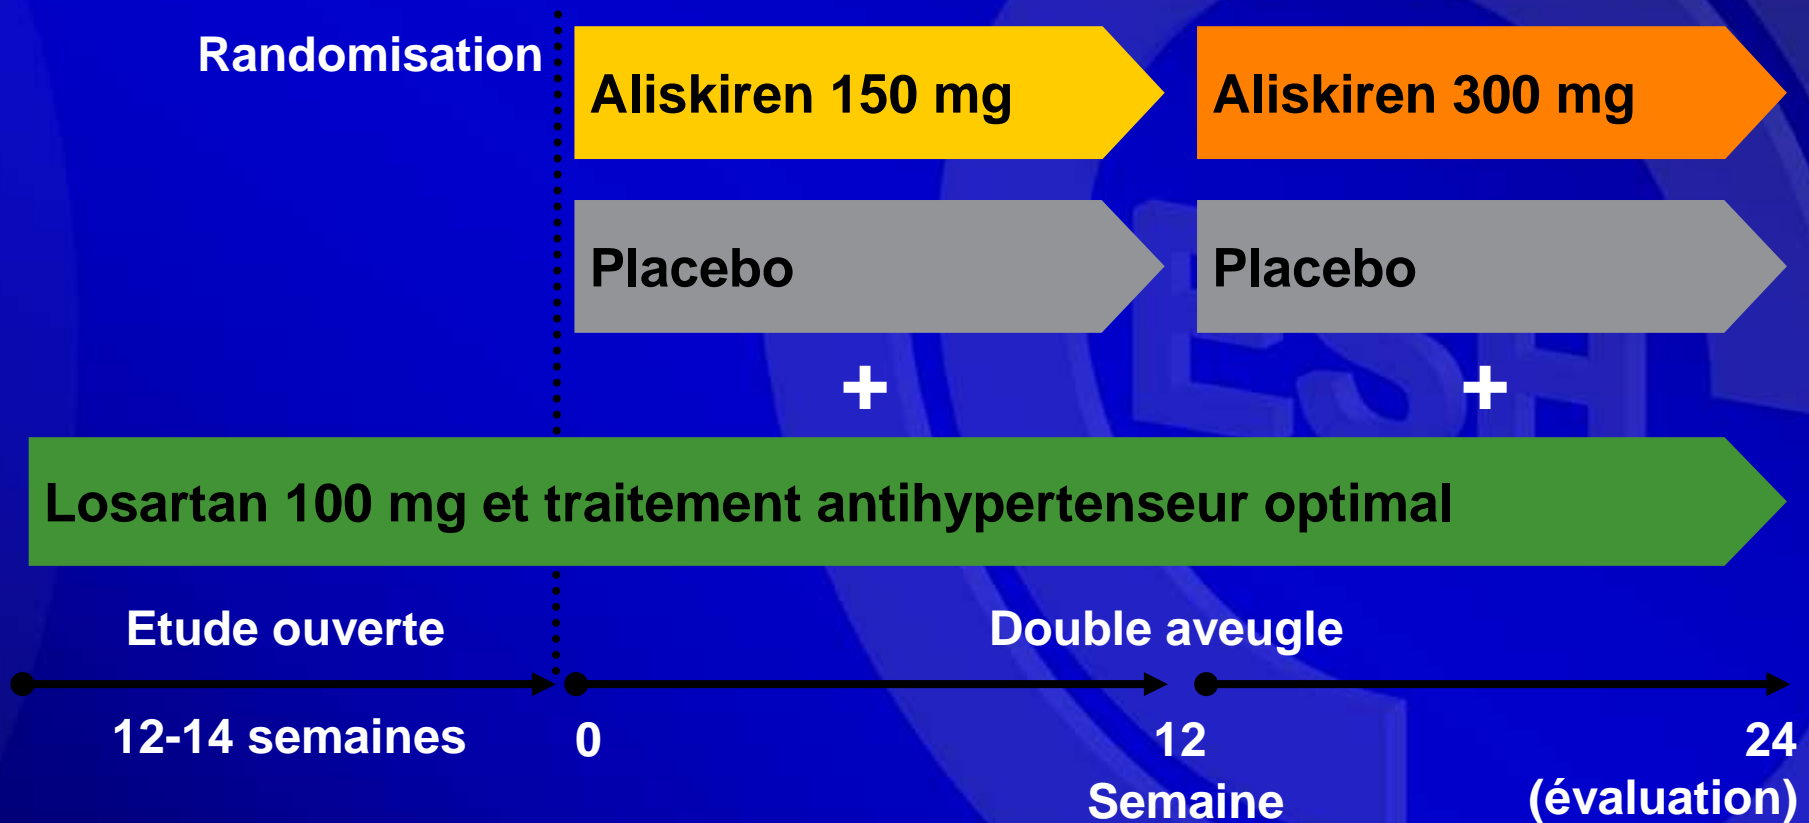 Randomisation
Aliskiren 150 mg
Aliskiren 300 mg
Placebo
Placebo
+
+
Losartan 100 mg et traitement antihypertenseur optimal
Etude ouverte
Double aveugle
12-14 semaines
0
12
24
Semaine
(évaluation)
ESH